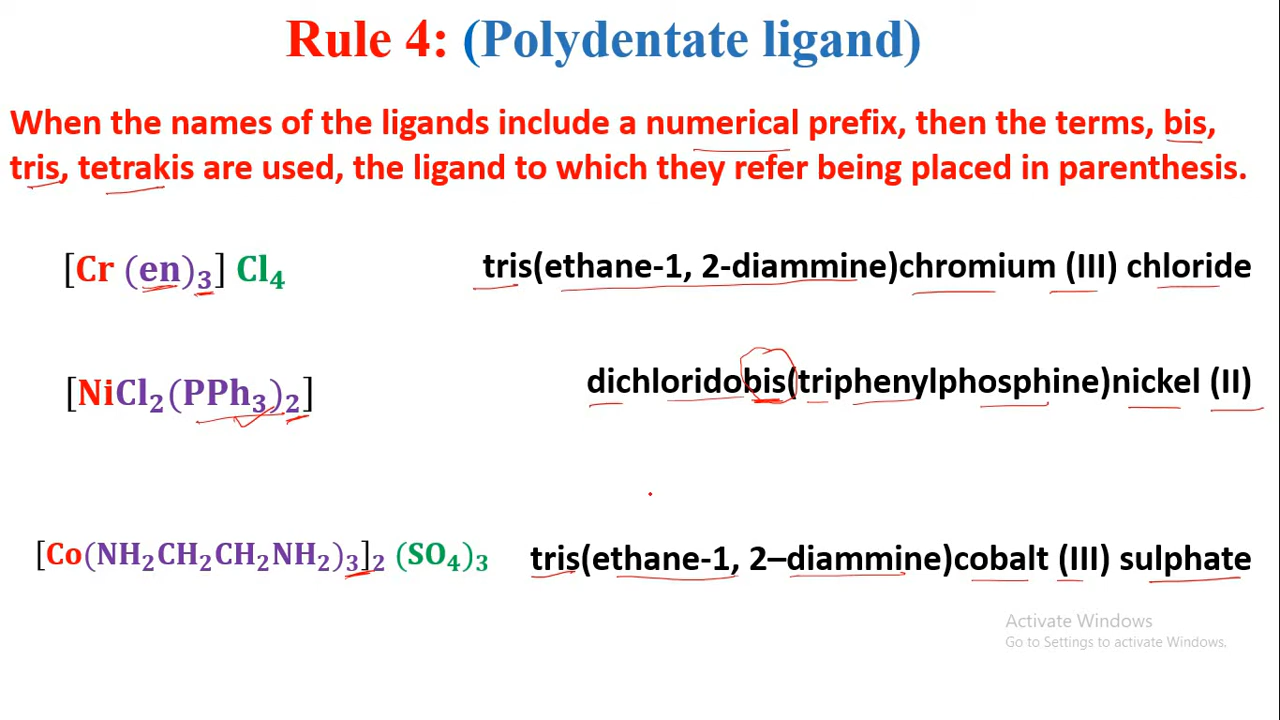 Rule 4: (Polydentate ligand)
When the names of the ligands include a numerical prefix, then the terms, bis,
tris, tetrakis are used, the ligand to which they refer being placed in parenthesis.
[Cr (en)₃] Cl₄ tris(ethane-1, 2-diammine)chromium (III) chloride
[NiCl₂(PPh₃)₂] dichloridobis(triphenylphosphine)nickel (II)
[Co(NH₂CH₂CH₂NH₂)₃]₂ (SO₄)₃ tris(ethane-1, 2–diammine)cobalt (III) sulphate
Activate Windows
Go to Settings to activate Windows.